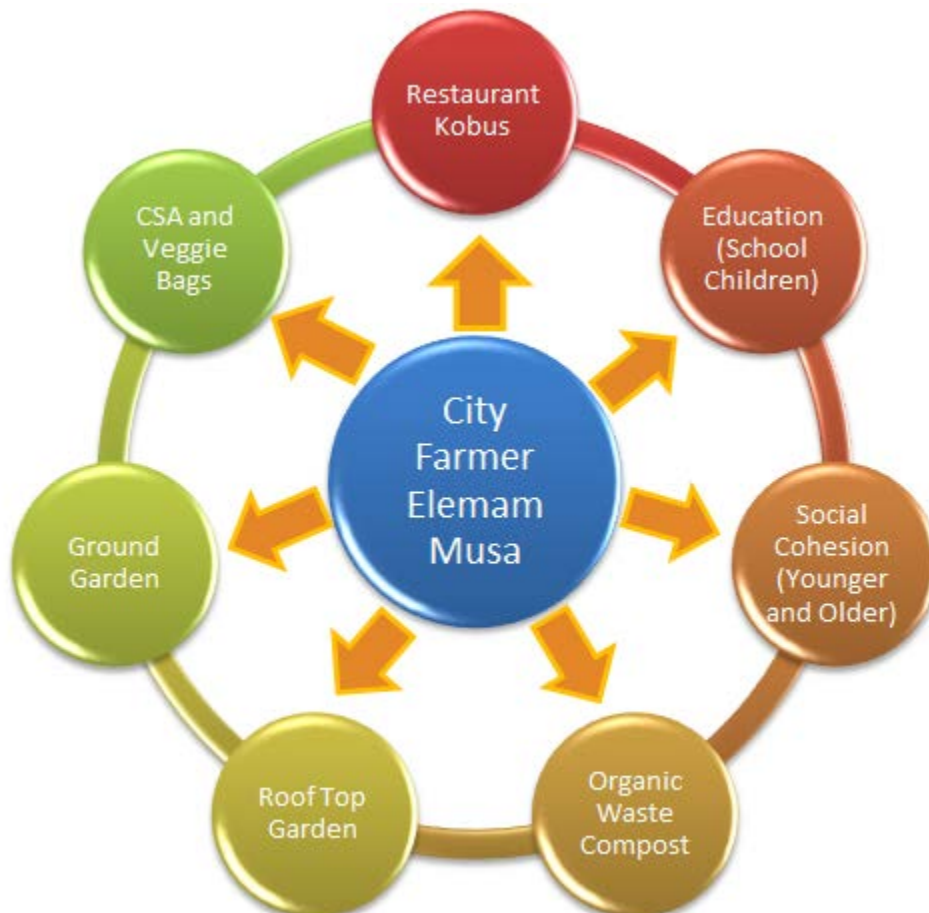 Restaurant
Kobus
Education
(School
Children)
Social
Cohesion
(Younger
and Older)
Organic
Waste
Compost
Roof Top
Garden
Ground
Garden
CSA and
Veggie
Bags
City
Farmer
Elemam
Musa